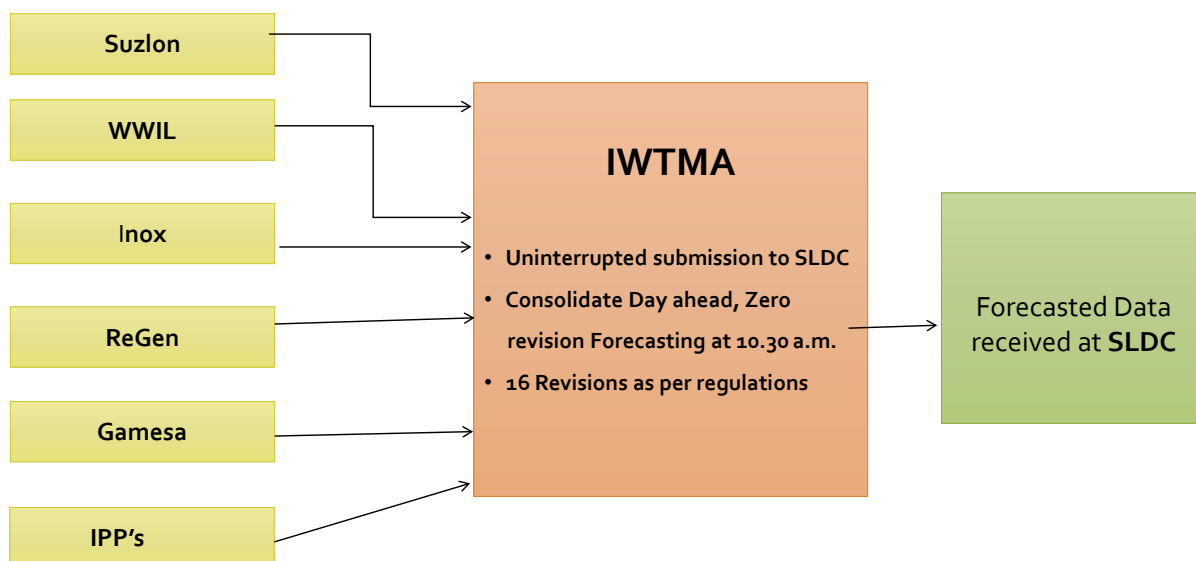 Suzlon
WWIL
Inox
ReGen
Gamesa
IPP's
IWTMA
• Uninterrupted submission to SLDC
• Consolidate Day ahead, Zero
revision Forecasting at 10.30 a.m.
• 16 Revisions as per regulations
Forecasted Data
received at SLDC